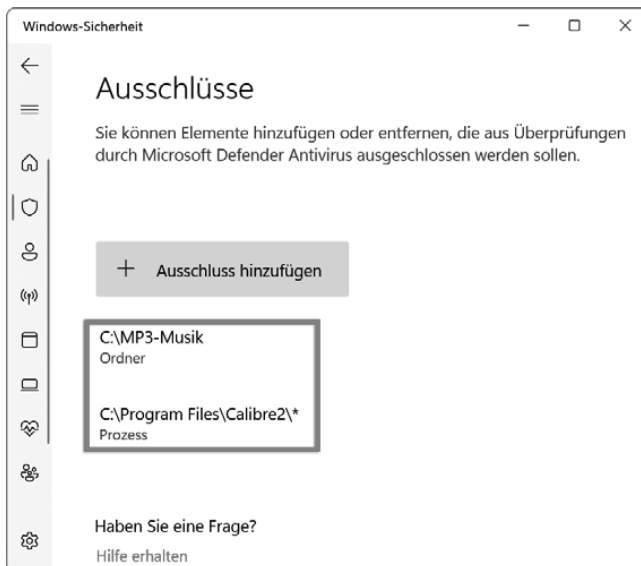 Windows-Sicherheit
Ausschlüsse
Sie können Elemente hinzufügen oder entfernen, die aus Überprüfungen
durch Microsoft Defender Antivirus ausgeschlossen werden sollen.
Ausschluss hinzufügen
C:\MP3-Musik
Ordner
C:\Program Files\Calibre2\*
Prozess
Haben Sie eine Frage?
Hilfe erhalten